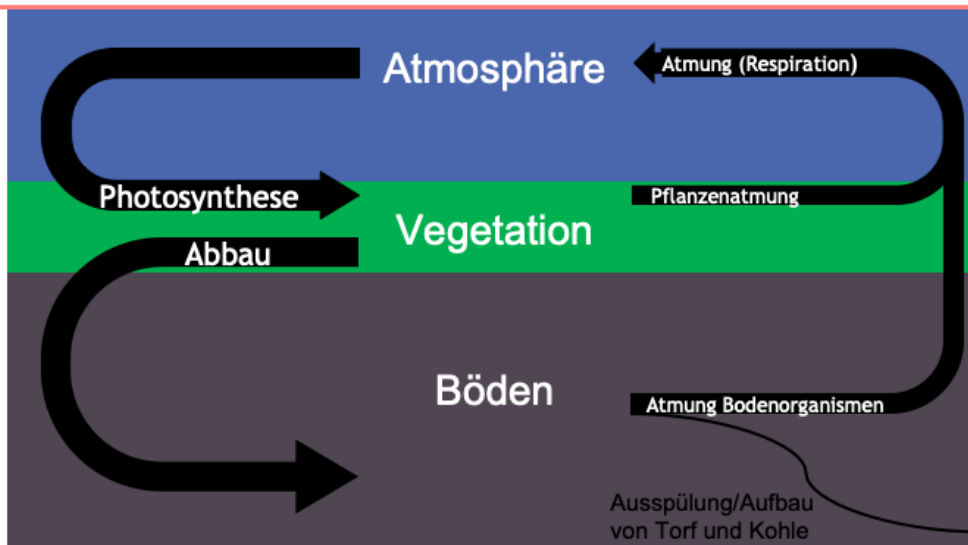 Atmosphäre
Atmung (Respiration)
Photosynthese
Pflanzenatmung
Vegetation
Abbau
Böden
Atmung Bodenorganismen
Ausspülung/Aufbau
von Torf und Kohle